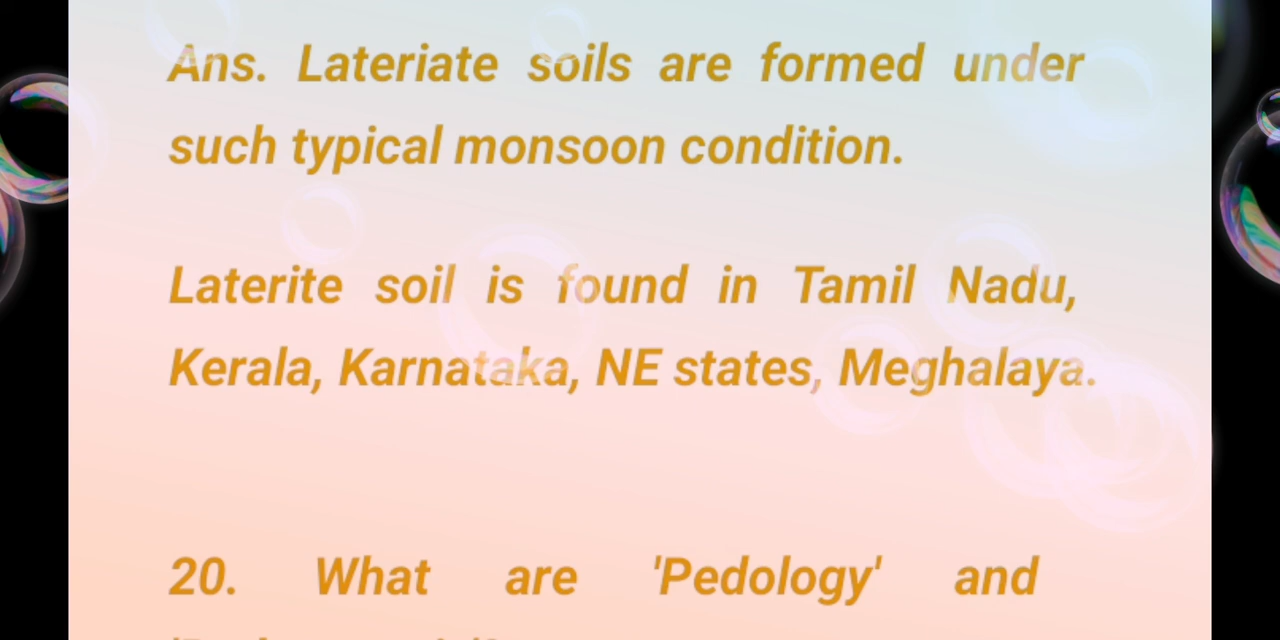 Ans. Lateriate soils are formed under
such typical monsoon condition.
Laterite soil is found in Tamil Nadu,
Kerala, Karnataka, NE states, Meghalaya.
20. What are 'Pedology' and